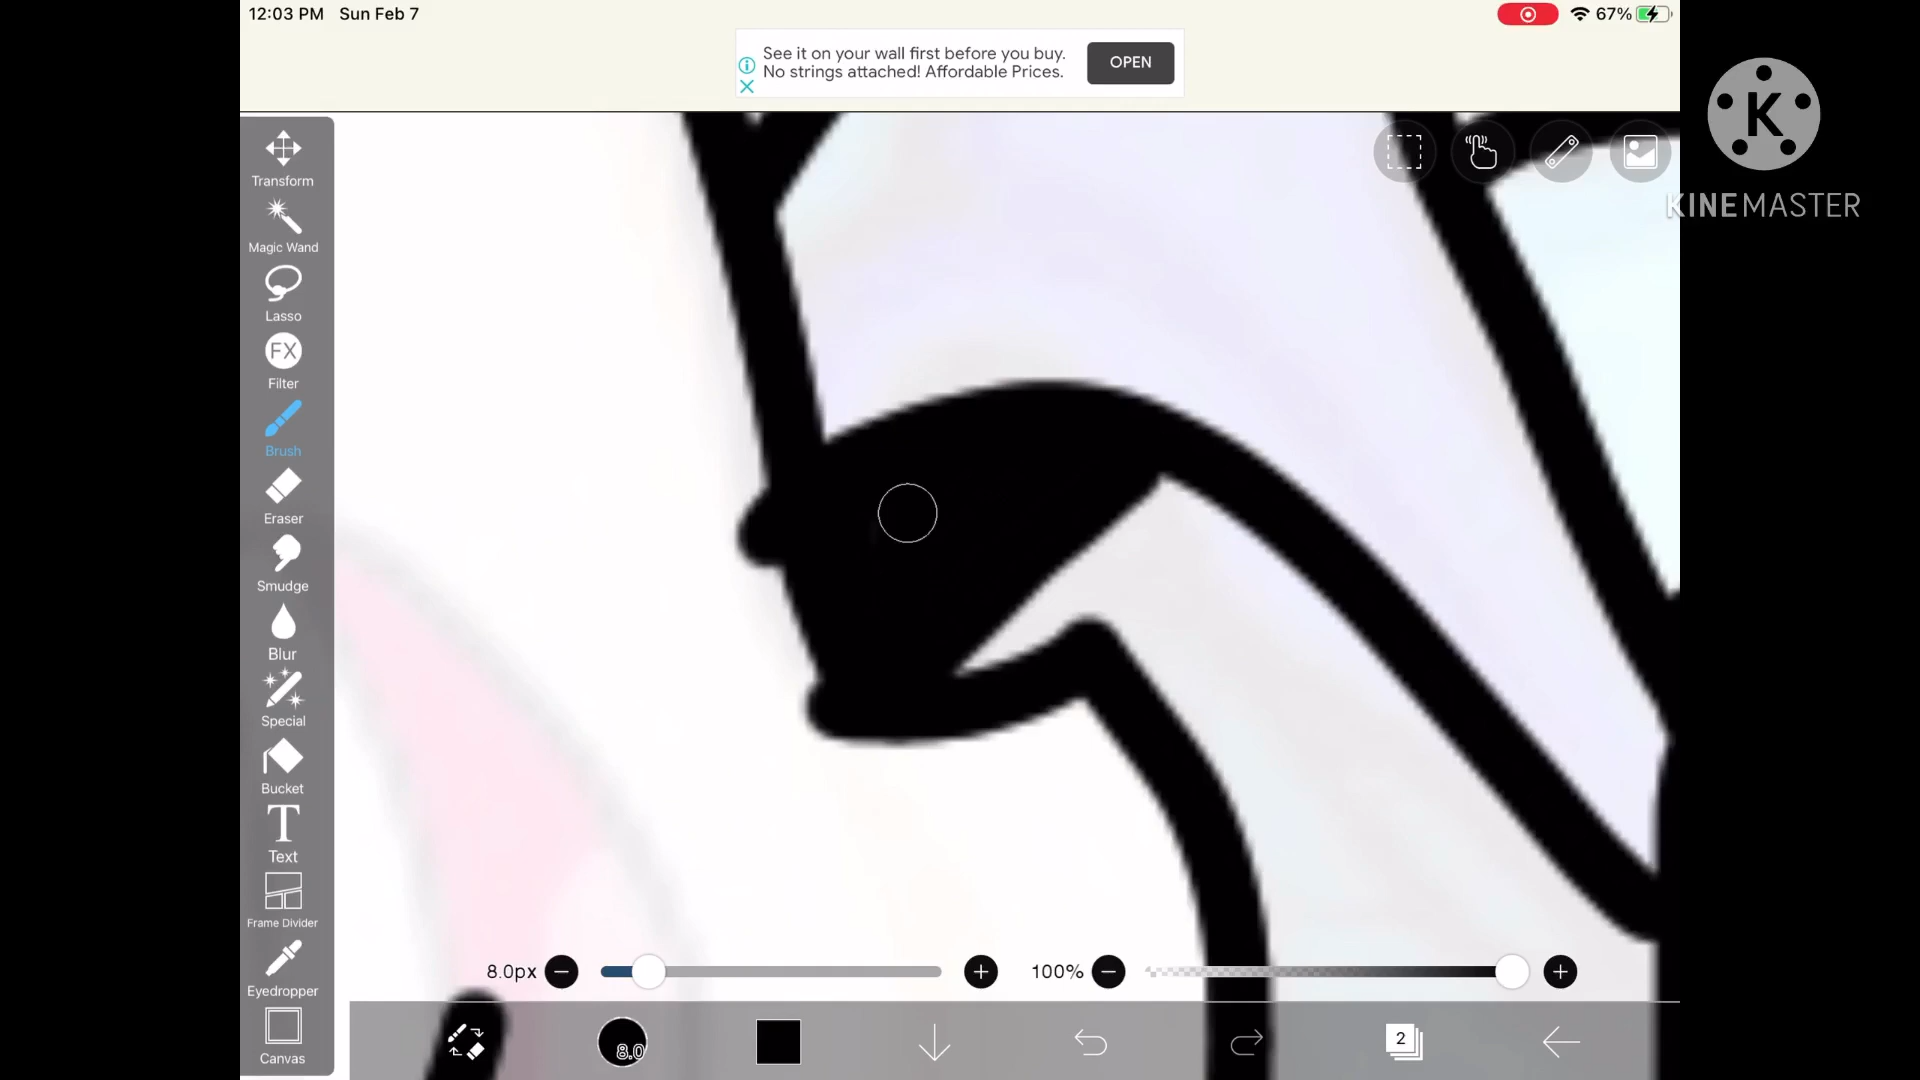 12:03 PM Sun Feb 7
67%
See it on your wall first before you buy.
No strings attached! Affordable Prices.
OPEN
K
KINEMASTER
Transform
Magic Wand
Lasso
FX
Filter
Brush
Eraser
Smudge
Blur
Special
Bucket
T
Text
Frame Divider
Eyedropper
Canvas
8.0px
100%
8.0
2